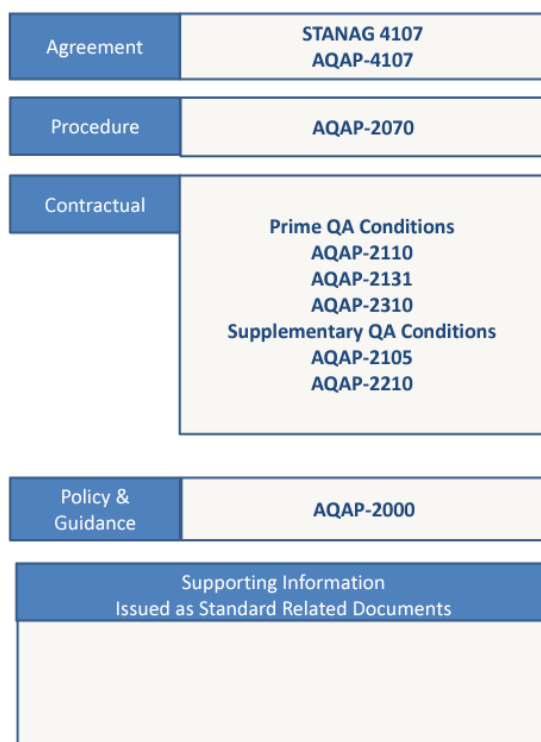 Agreement
STANAG 4107
AQAP-4107
Procedure
AQAP-2070
Contractual
Prime QA Conditions
AQAP-2110
AQAP-2131
AQAP-2310
Supplementary QA Conditions
AQAP-2105
AQAP-2210
Policy &
Guidance
AQAP-2000
Supporting Information
Issued as Standard Related Documents